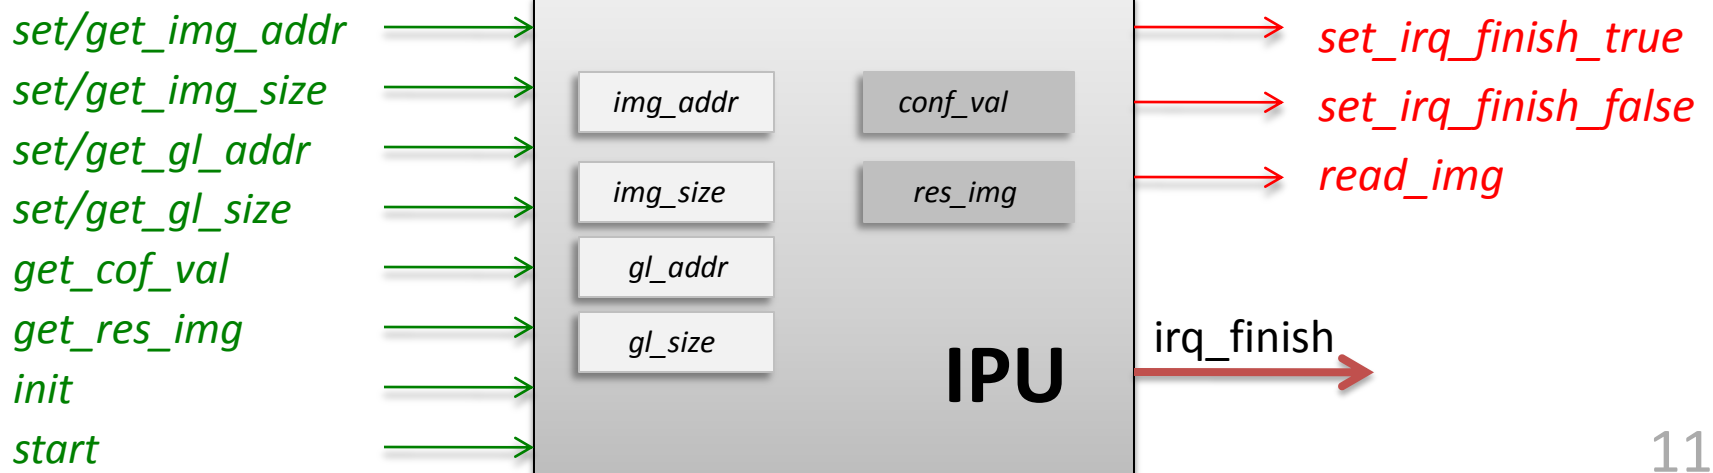 set/get_img_addr
set/get_img_size
set/get_gl_addr
set/get_gl_size
get_cof_val
get_res_img
init
start
img_addr
img_size
gl_addr
gl_size
conf_val
res_img
IPU
set_irq_finish_true
set_irq_finish_false
read_img
irq_finish
11